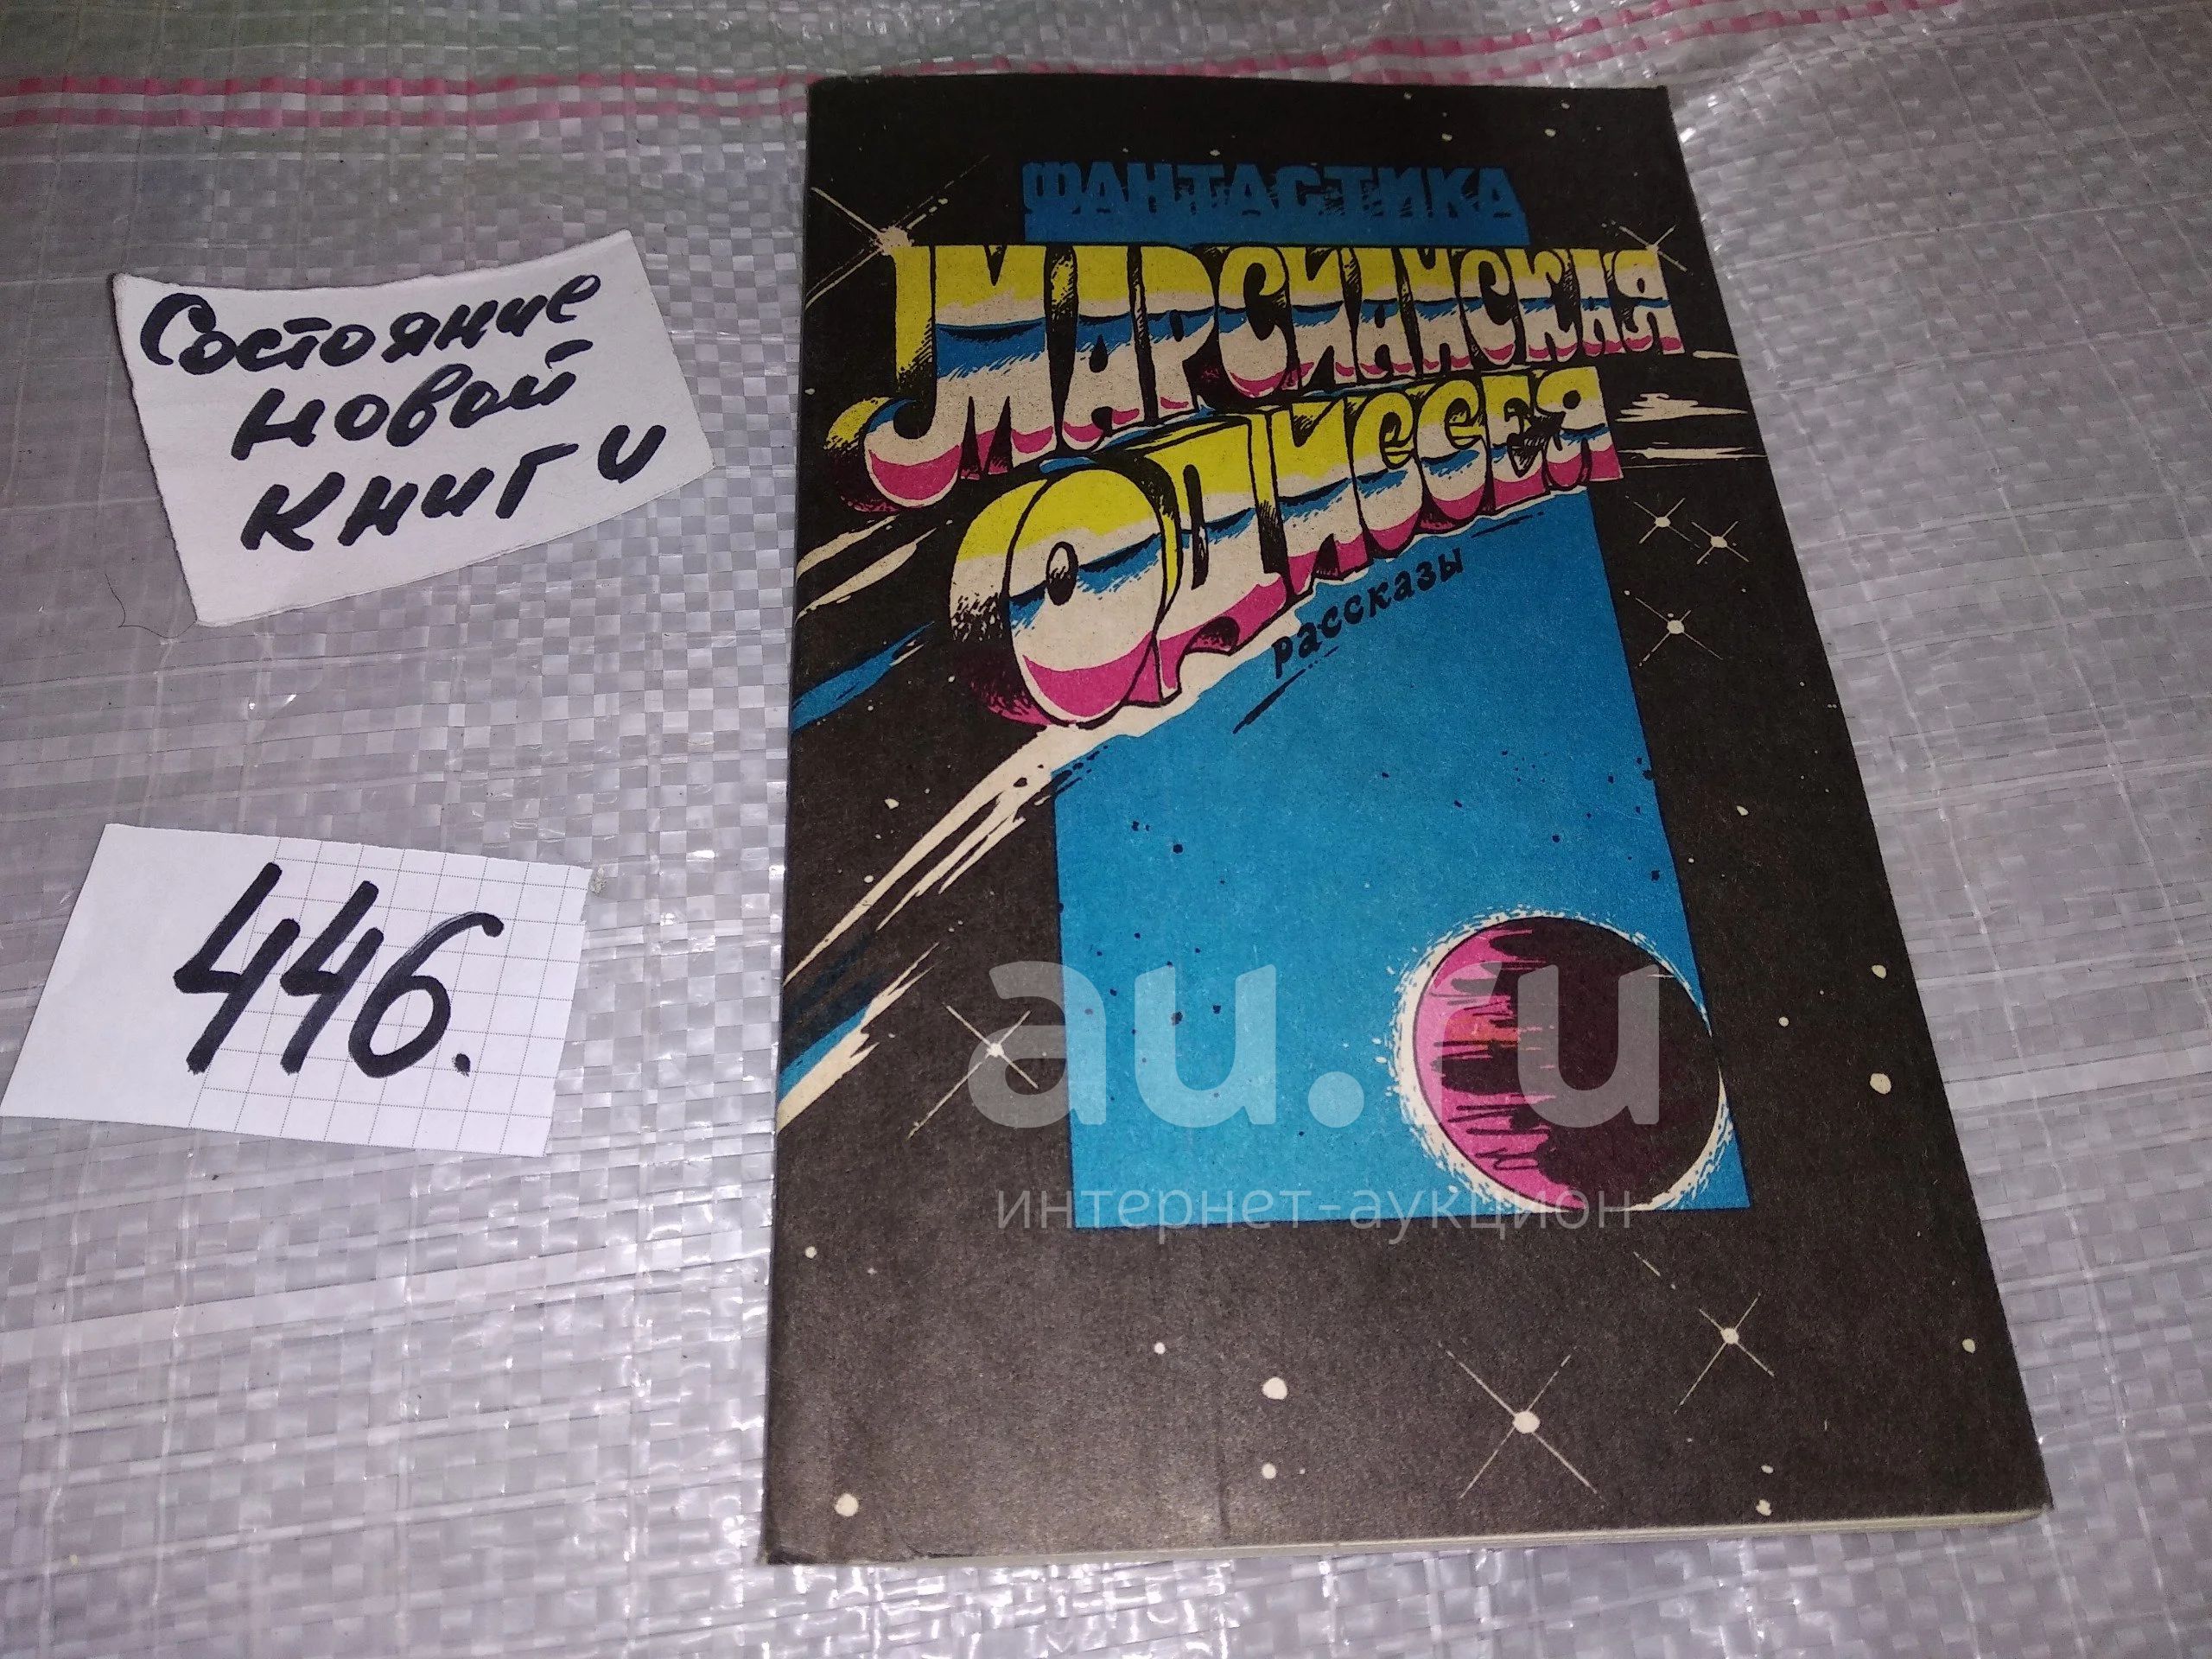 Состояние
новой
книги
446.
ФАНТАСТИКА
МАРСИАНСКАЯ
ОДИССЕЯ
рассказы
au.ru
интернет-аукцион